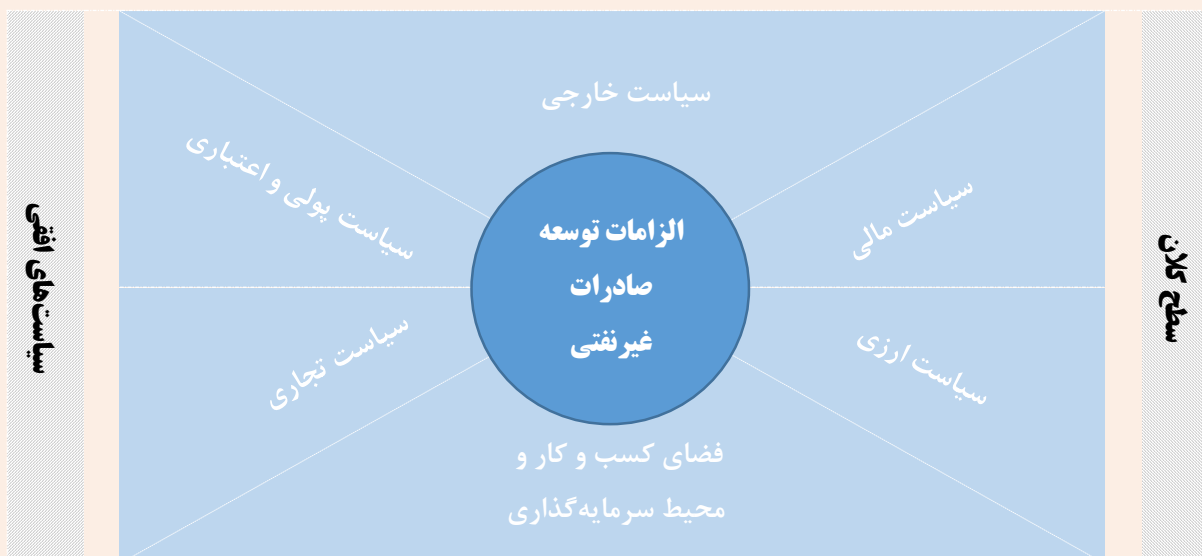 سیاست خارجی
سیاست مالی
سیاست پولی و اعتباری
الزامات توسعه
صادرات
غیرنفتی
سیاست ارزی
سیاست تجاری
فضای کسب و کار و
محیط سرمایه‌گذاری
سطح کلان
سیاست‌های افقی